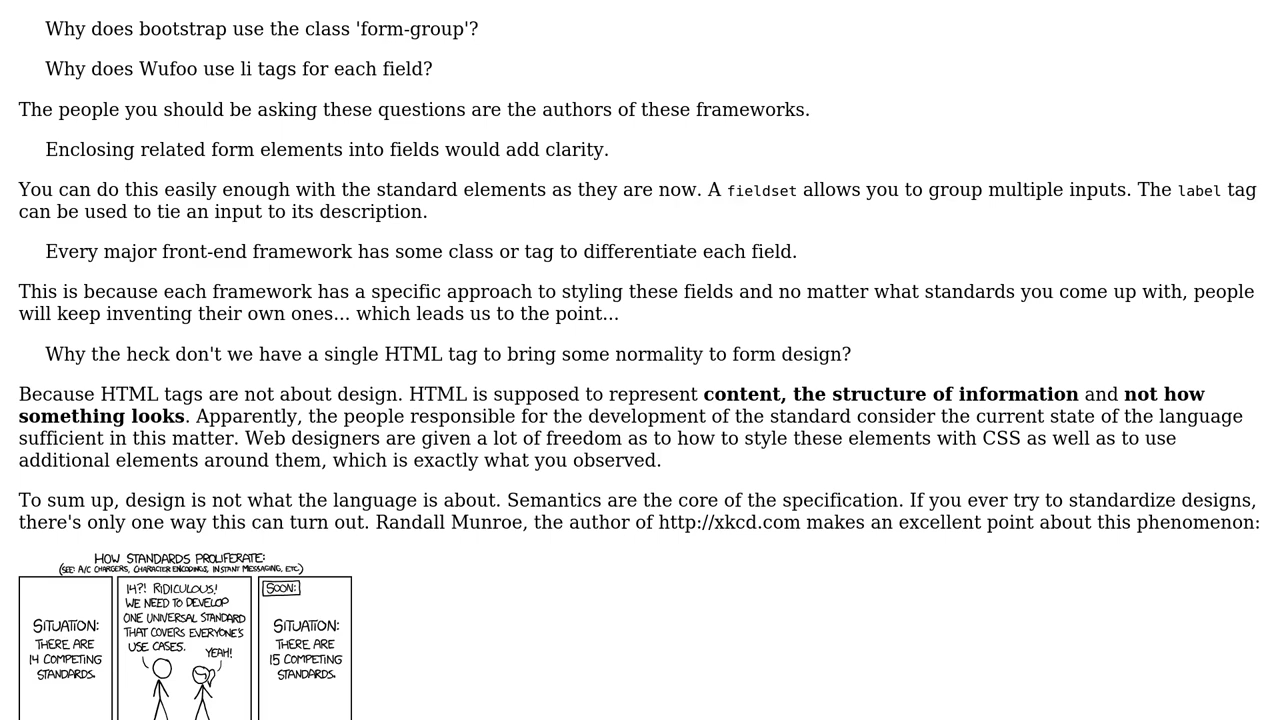 Why does bootstrap use the class 'form-group'?
Why does Wufoo use li tags for each field?
The people you should be asking these questions are the authors of these frameworks.
Enclosing related form elements into fields would add clarity.
You can do this easily enough with the standard elements as they are now. A fieldset allows you to group multiple inputs. The label tag
can be used to tie an input to its description.
Every major front-end framework has some class or tag to differentiate each field.
This is because each framework has a specific approach to styling these fields and no matter what standards you come up with, people
will keep inventing their own ones... which leads us to the point...
Why the heck don't we have a single HTML tag to bring some normality to form design?
Because HTML tags are not about design. HTML is supposed to represent content, the structure of information and not how
something looks. Apparently, the people responsible for the development of the standard consider the current state of the language
sufficient in this matter. Web designers are given a lot of freedom as to how to style these elements with CSS as well as to use
additional elements around them, which is exactly what you observed.
To sum up, design is not what the language is about. Semantics are the core of the specification. If you ever try to standardize designs,
there's only one way this can turn out. Randall Munroe, the author of http://xkcd.com makes an excellent point about this phenomenon:
HOW STANDARDS PROLIFERATE:
(SEE: A/C CHARGERS, CHARACTER ENCODINGS, INSTANT MESSAGING, ETC.)
SITUATION:
THERE ARE
14 COMPETING
STANDARDS.
14?! RIDICULOUS!
WE NEED TO DEVELOP
ONE UNIVERSAL STANDARD
THAT COVERS EVERYONE'S
USE CASES.
YEAH!
SOON:
SITUATION:
THERE ARE
15 COMPETING
STANDARDS.